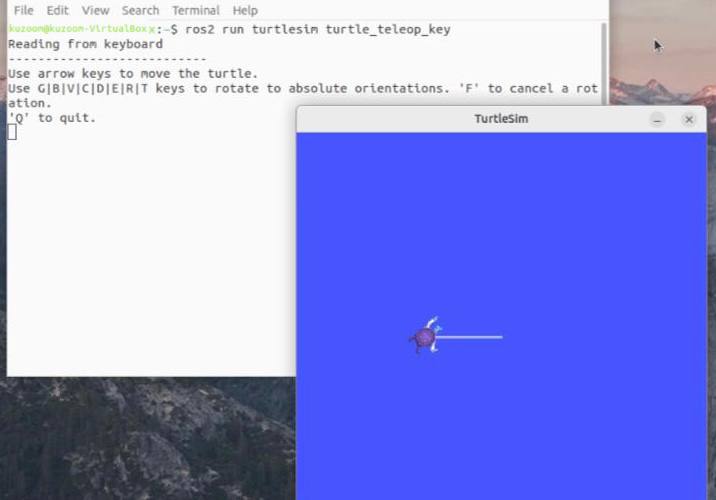 File Edit View Search Terminal Help
kuzoom@kuzoom-VirtualBox:~$ ros2 run turtlesim turtle_teleop_key
Reading from keyboard
---------------------------
Use arrow keys to move the turtle.
Use G|B|V|C|D|E|R|T keys to rotate to absolute orientations. 'F' to cancel a rot
ation.
'Q' to quit.
TurtleSim